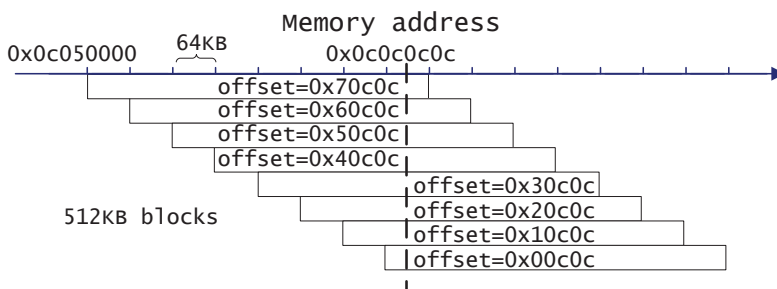 Memory address
0x0c050000 64KB 0x0c0c0c0c
offset=0x70c0c
offset=0x60c0c
offset=0x50c0c
offset=0x40c0c
offset=0x30c0c
512KB blocks offset=0x20c0c
offset=0x10c0c
offset=0x00c0c